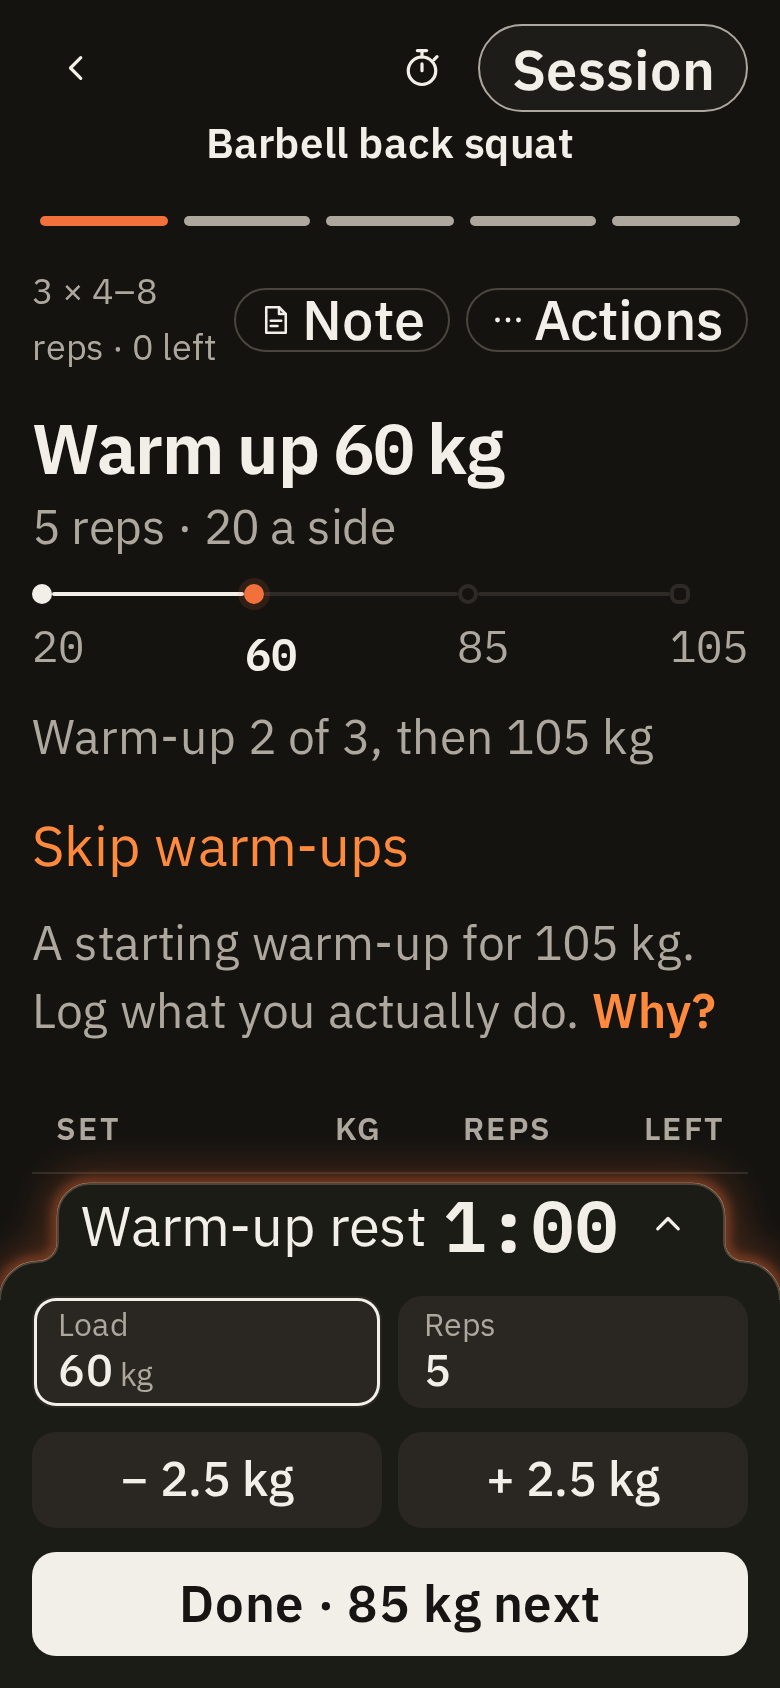 Session
Barbell back squat
3 × 4–8
reps · 0 left
Note
··· Actions
Warm up 60 kg
5 reps · 20 a side
20 60 85 105
Warm-up 2 of 3, then 105 kg
Skip warm-ups
A starting warm-up for 105 kg.
Log what you actually do. Why?
SET KG REPS LEFT
Warm-up rest 1:00
Load
60 kg
Reps
5
− 2.5 kg
+ 2.5 kg
Done · 85 kg next